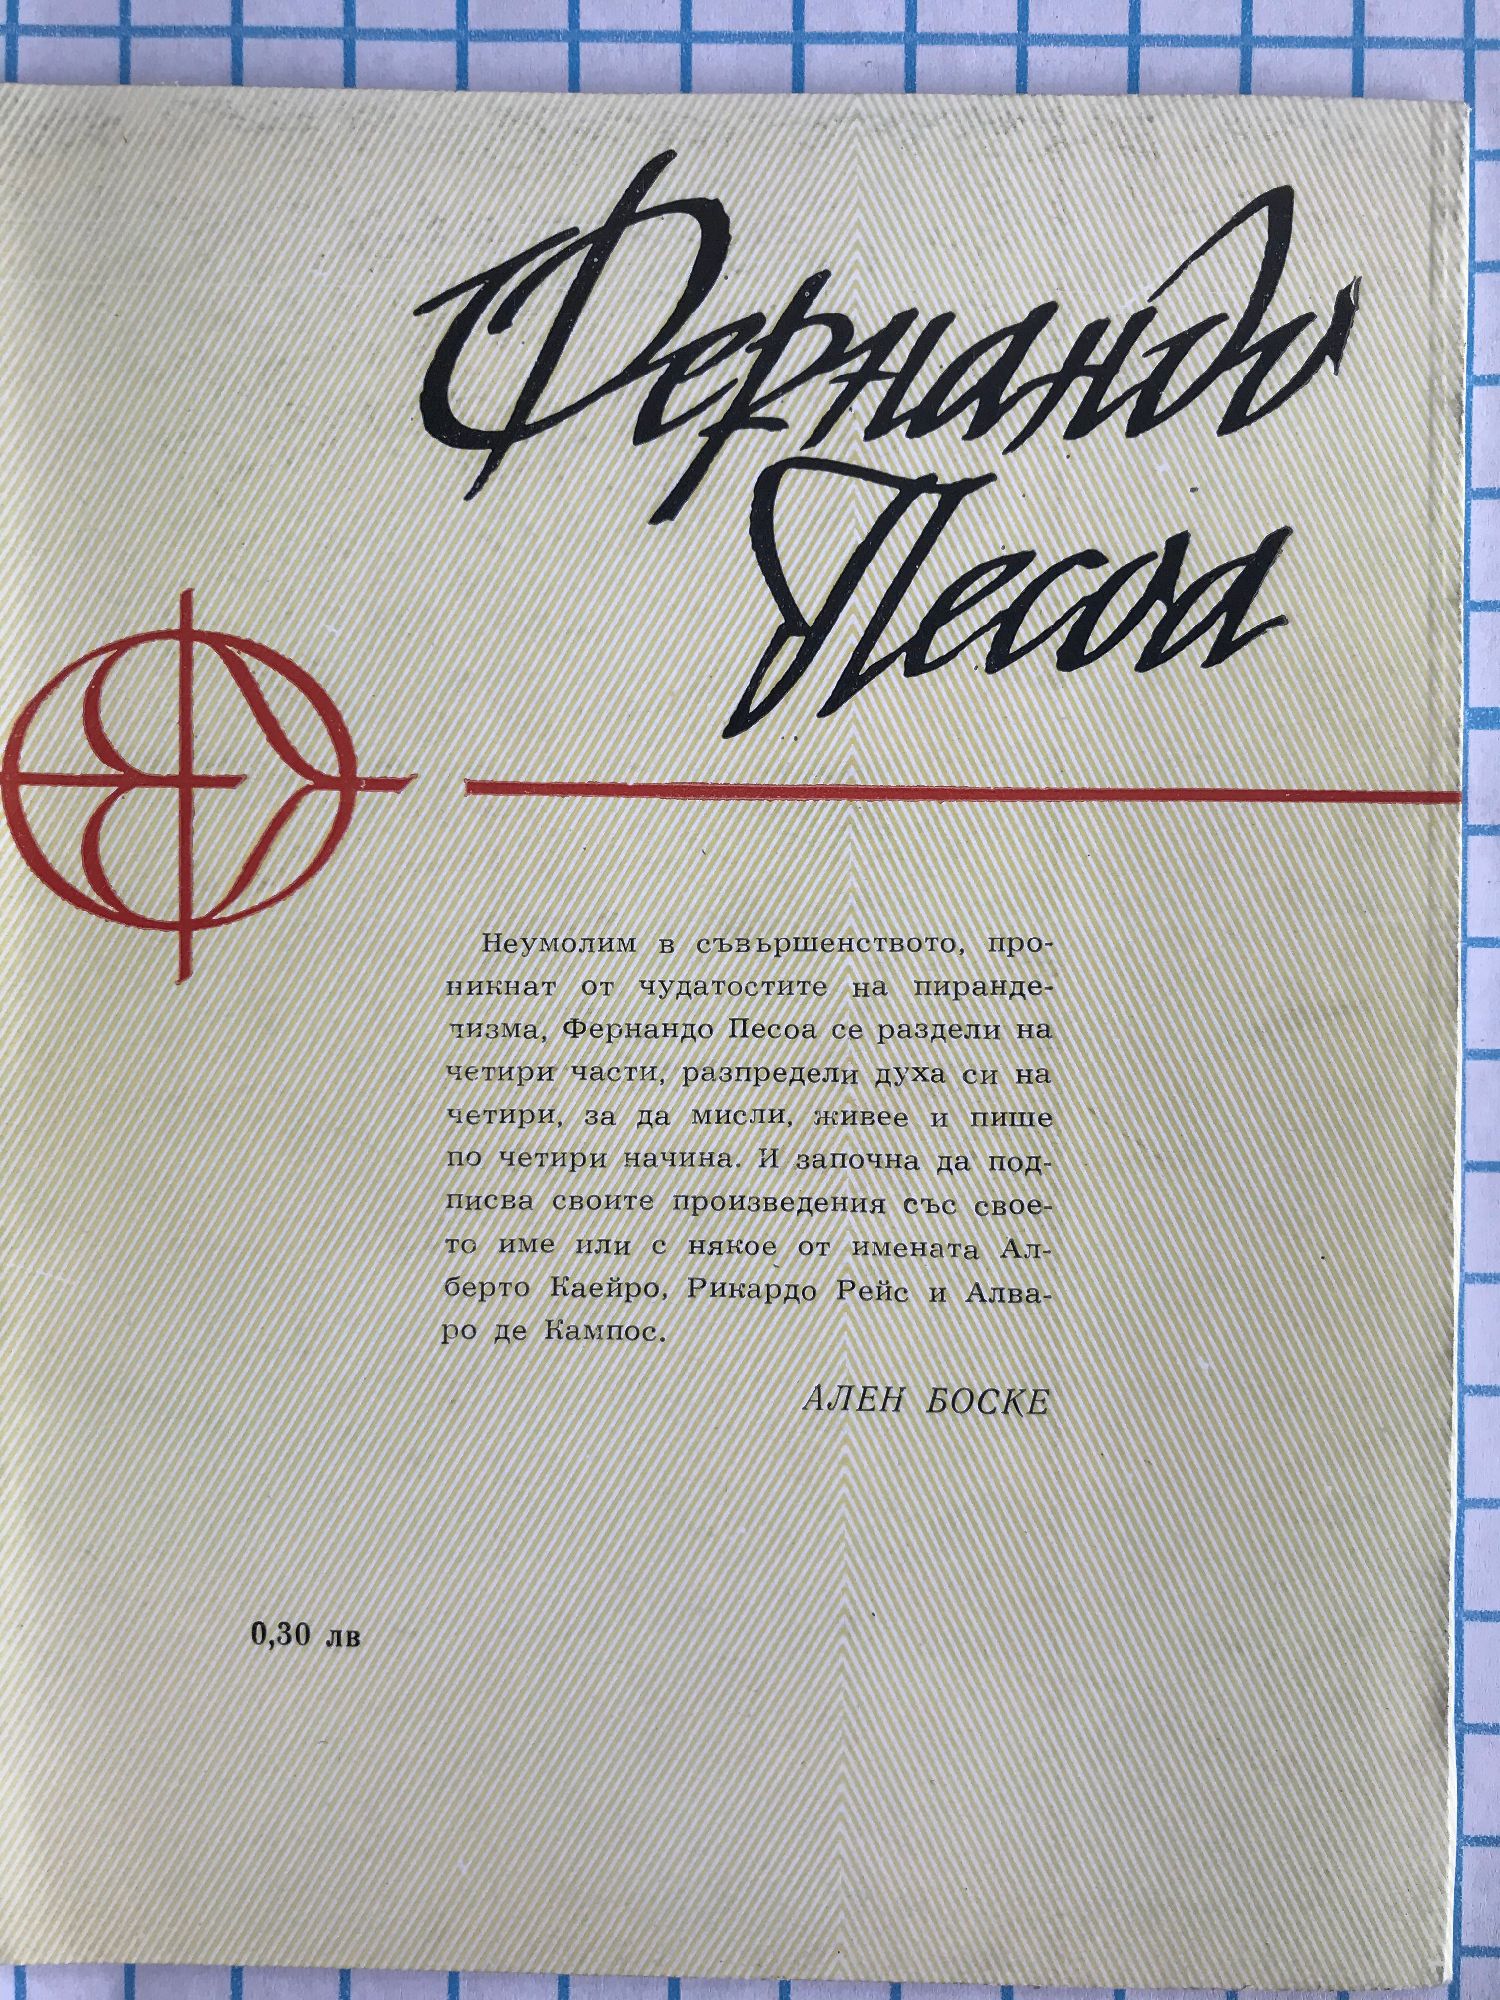 Фернандо
Песоа
Неумолим в съвършенството, про-
никнат от чудатостите на пиранде-
лизма, Фернандо Песоа се раздели на
четири части, разпредели духа си на
четири, за да мисли, живее и пише
по четири начина. И започна да под-
писва своите произведения със свое-
то име или с някое от имената Ал-
берто Каейро, Рикардо Рейс и Алва-
ро де Кампос.
АЛЕН БОСКЕ
0,30 лв